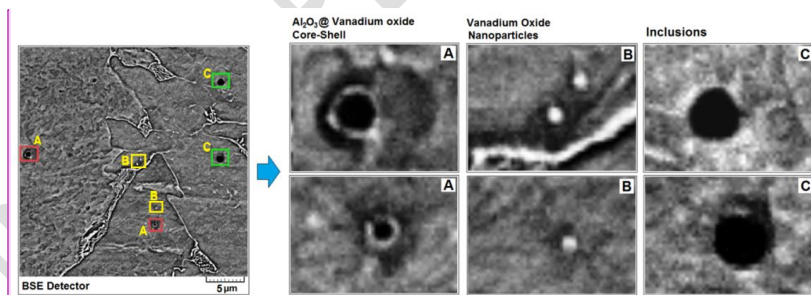 Al₂O₃@ Vanadium oxide
Core-Shell
Vanadium Oxide
Nanoparticles
Inclusions
A
B
C
C
A
B
C
B
A
A
B
C
BSE Detector
5µm